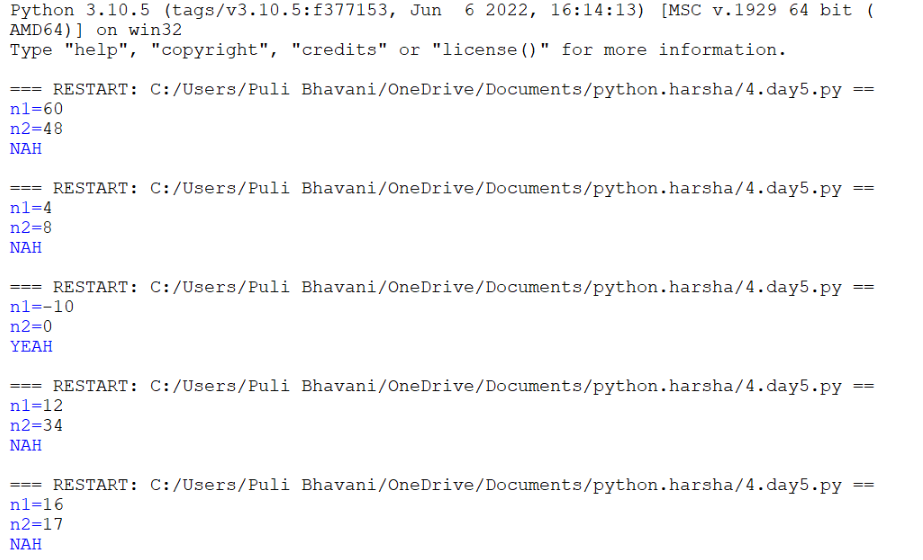 Python 3.10.5 (tags/v3.10.5:f377153, Jun  6 2022, 16:14:13) [MSC v.1929 64 bit (
AMD64)] on win32
Type "help", "copyright", "credits" or "license()" for more information.
=== RESTART: C:/Users/Puli Bhavani/OneDrive/Documents/python.harsha/4.day5.py ==
n1=60
n2=48
NAH
=== RESTART: C:/Users/Puli Bhavani/OneDrive/Documents/python.harsha/4.day5.py ==
n1=4
n2=8
NAH
=== RESTART: C:/Users/Puli Bhavani/OneDrive/Documents/python.harsha/4.day5.py ==
n1=-10
n2=0
YEAH
=== RESTART: C:/Users/Puli Bhavani/OneDrive/Documents/python.harsha/4.day5.py ==
n1=12
n2=34
NAH
=== RESTART: C:/Users/Puli Bhavani/OneDrive/Documents/python.harsha/4.day5.py ==
n1=16
n2=17
NAH